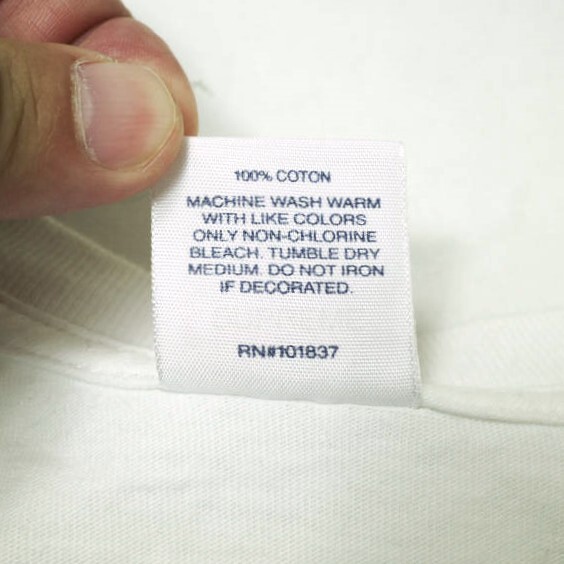 100% COTON
MACHINE WASH WARM
WITH LIKE COLORS
ONLY NON-CHLORINE
BLEACH. TUMBLE DRY
MEDIUM. DO NOT IRON
IF DECORATED.
RN#101837